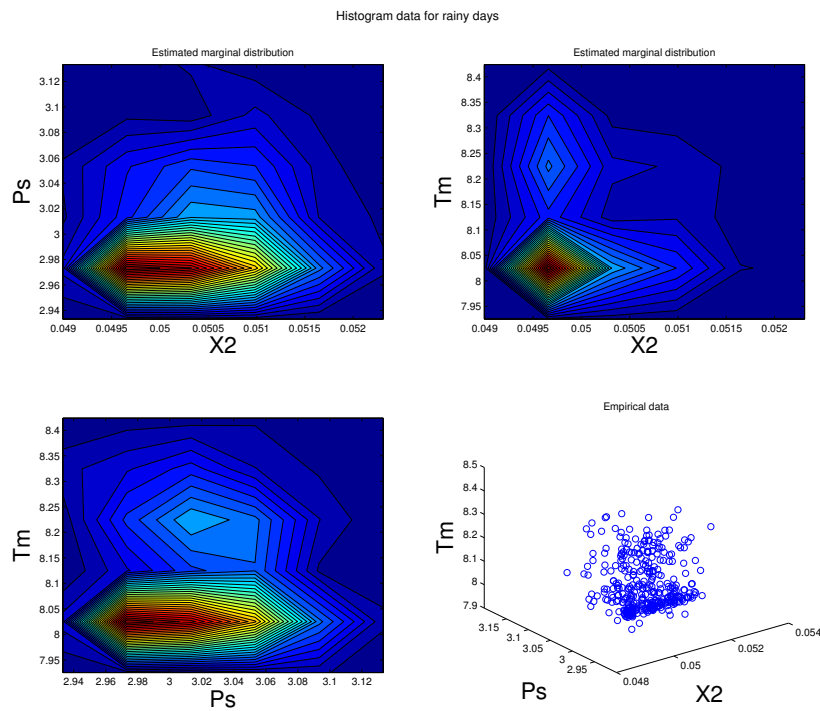 Histogram data for rainy days
Estimated marginal distribution
3.12
3.1
3.08
3.06
3.04
3.02
3
2.98
2.96
2.94
Ps
0.049 0.0495 0.05 0.0505 0.051 0.0515 0.052
X2
Estimated marginal distribution
8.4
8.35
8.3
8.25
8.2
8.15
8.1
8.05
8
7.95
Tm
0.049 0.0495 0.05 0.0505 0.051 0.0515 0.052
X2
8.4
8.3
8.2
8.1
8.05
8
7.95
Tm
2.94 2.96 2.98 3 3.02 3.04 3.06 3.08 3.1 3.12
Ps
Empirical data
8.5
8.4
8.3
8.2
8.1
8
7.9
Tm
3.15
3.1
3.05
3
2.95
Ps
0.048
0.05
0.052
0.054
X2